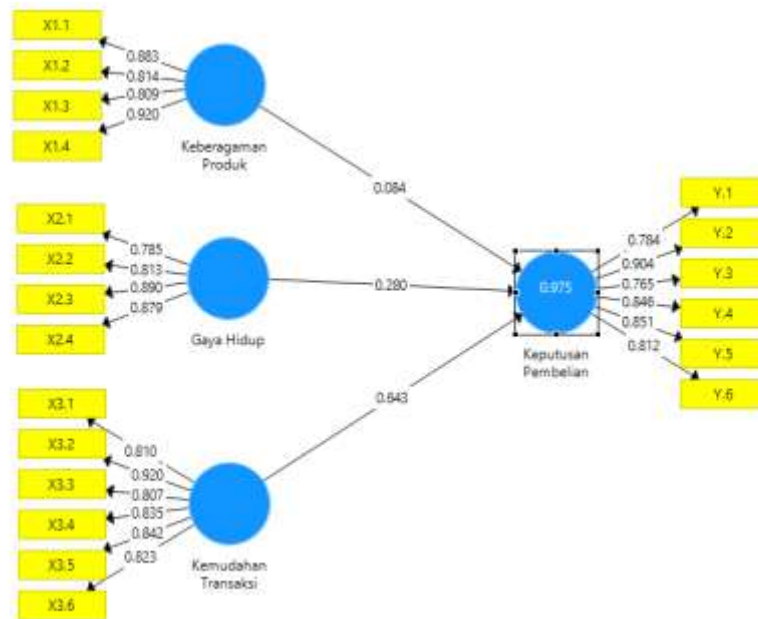 X1.1
X1.2
X1.3
X1.4
0.883
0.814
0.809
0.920
Keberagaman
Produk
0.084
X2.1
X2.2
X2.3
X2.4
0.785
0.813
0.890
0.879
Gaya Hidup
0.280
X3.1
X3.2
X3.3
X3.4
X3.5
X3.6
0.810
0.920
0.807
0.835
0.842
0.823
Kemudahan
Transaksi
0.643
0.975
Keputusan
Pembelian
0.784
0.904
0.765
0.846
0.851
0.812
Y.1
Y.2
Y.3
Y.4
Y.5
Y.6